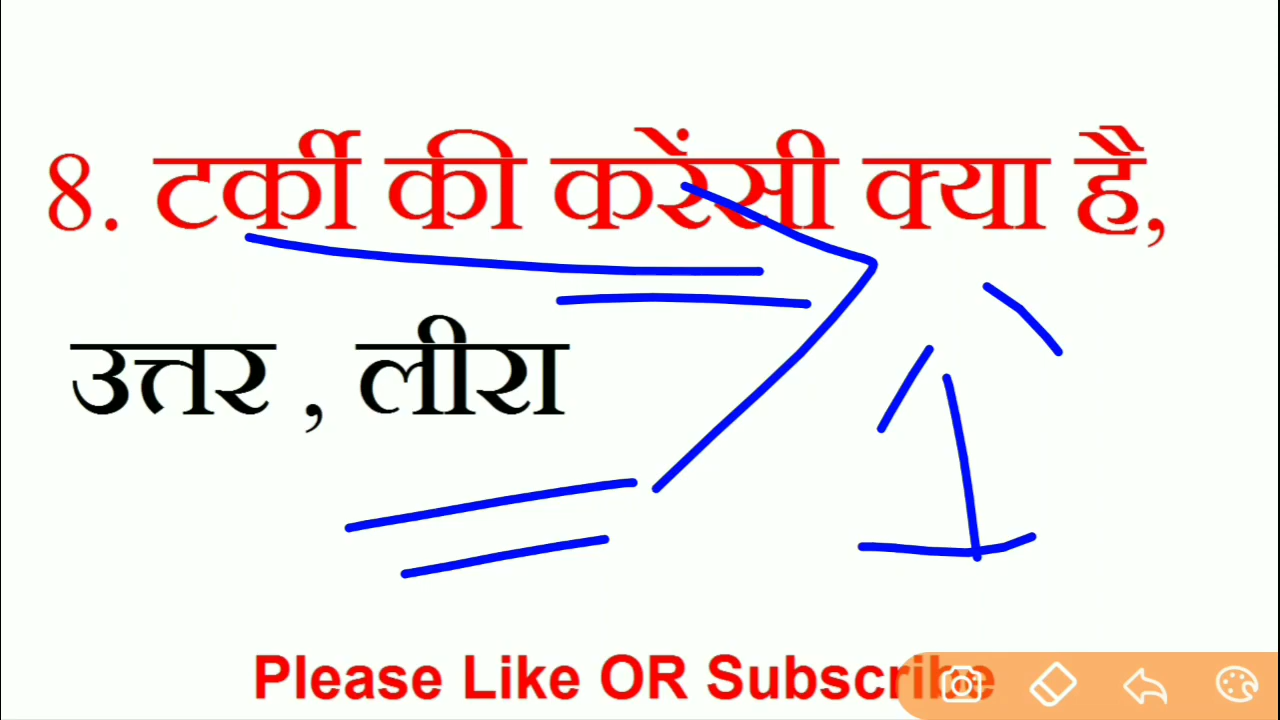 8. टर्की की करेंसी क्या है,
उत्तर , लीरा
Please Like OR Subscribe